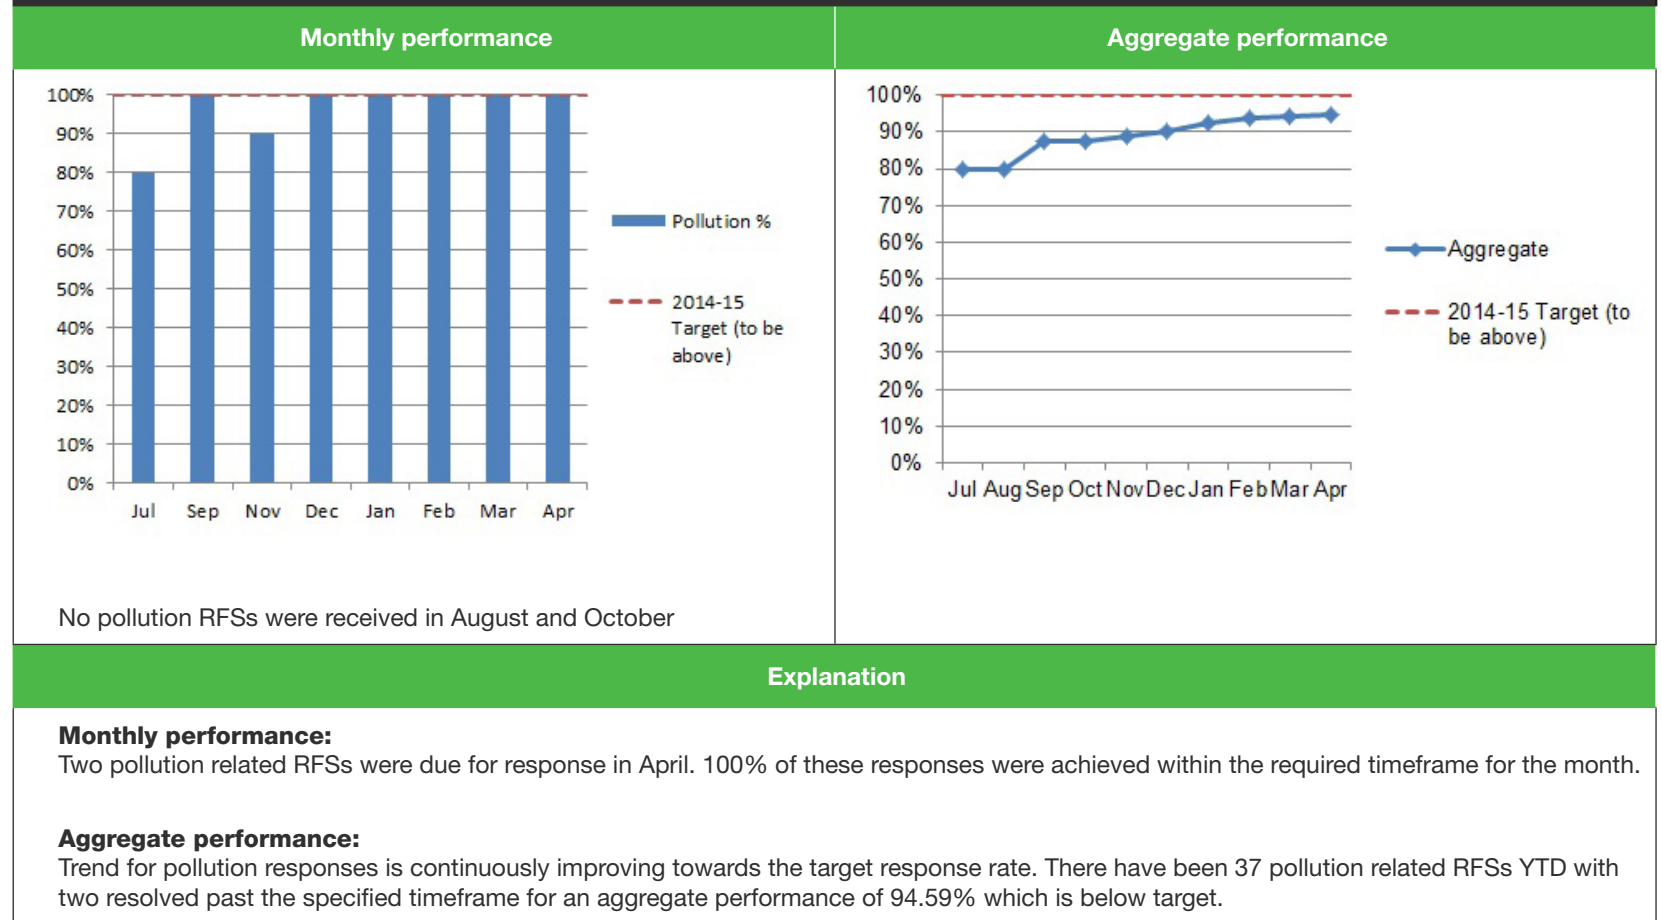 Monthly performance
Aggregate performance
100%
90%
80%
70%
60%
50%
40%
30%
20%
10%
0%
Jul Sep Nov Dec Jan Feb Mar Apr
Pollution %
2014-15
Target (to be
above)
No pollution RFSs were received in August and October
100%
90%
80%
70%
60%
50%
40%
30%
20%
10%
0%
Jul Aug Sep Oct Nov Dec Jan Feb Mar Apr
Aggregate
2014-15 Target (to
be above)
Explanation
Monthly performance:
Two pollution related RFSs were due for response in April. 100% of these responses were achieved within the required timeframe for the month.
Aggregate performance:
Trend for pollution responses is continuously improving towards the target response rate. There have been 37 pollution related RFSs YTD with
two resolved past the specified timeframe for an aggregate performance of 94.59% which is below target.